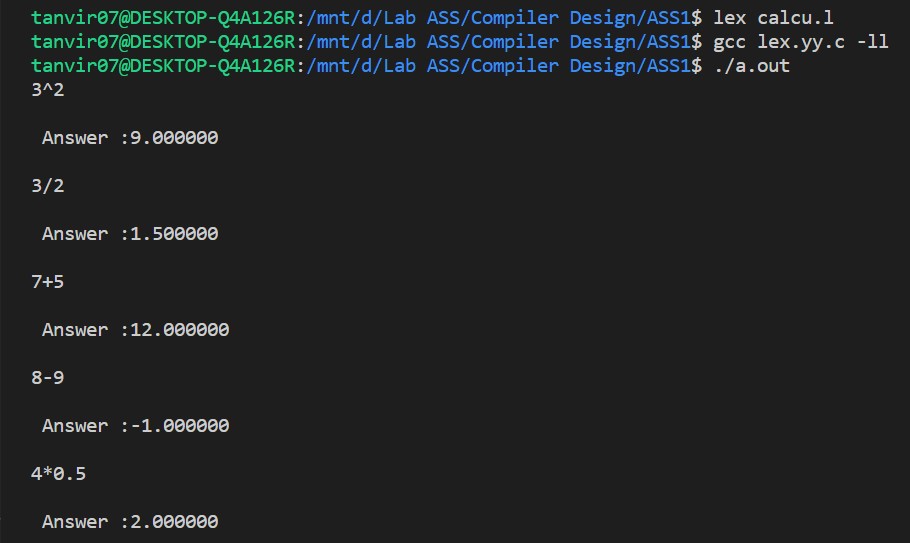 tanvir07@DESKTOP-Q4A126R:/mnt/d/Lab ASS/Compiler Design/ASS1$ lex calcu.l
tanvir07@DESKTOP-Q4A126R:/mnt/d/Lab ASS/Compiler Design/ASS1$ gcc lex.yy.c -ll
tanvir07@DESKTOP-Q4A126R:/mnt/d/Lab ASS/Compiler Design/ASS1$ ./a.out
3^2
Answer :9.000000
3/2
Answer :1.500000
7+5
Answer :12.000000
8-9
Answer :-1.000000
4*0.5
Answer :2.000000